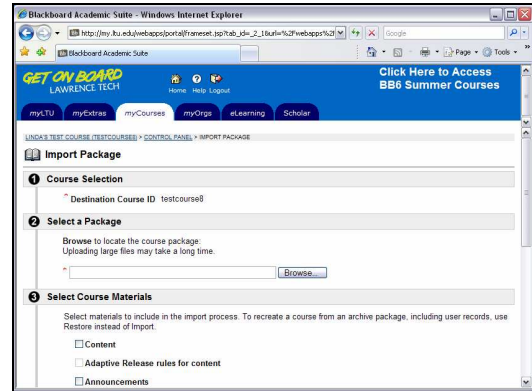 Blackboard Academic Suite - Windows Internet Explorer
http://my.ltu.edu/webapps/portal/frameset.jsp?tab_id=_2_1&url=%2Fwebapps%2f
Google
Blackboard Academic Suite
Page Tools
GET ON BOARD
LAWRENCE TECH
Home Help Logout
Click Here to Access
BB6 Summer Courses
myLTU myExtras myCourses myOrgs eLearning Scholar
LINDA'S TEST COURSE (TESTCOURSE8) > CONTROL PANEL > IMPORT PACKAGE
Import Package
1 Course Selection
* Destination Course ID testcourse8
2 Select a Package
Browse to locate the course package.
Uploading large files may take a long time.
* Browse...
3 Select Course Materials
Select materials to include in the import process. To recreate a course from an archive package, including user records, use
Restore instead of Import.
Content
Adaptive Release rules for content
Announcements